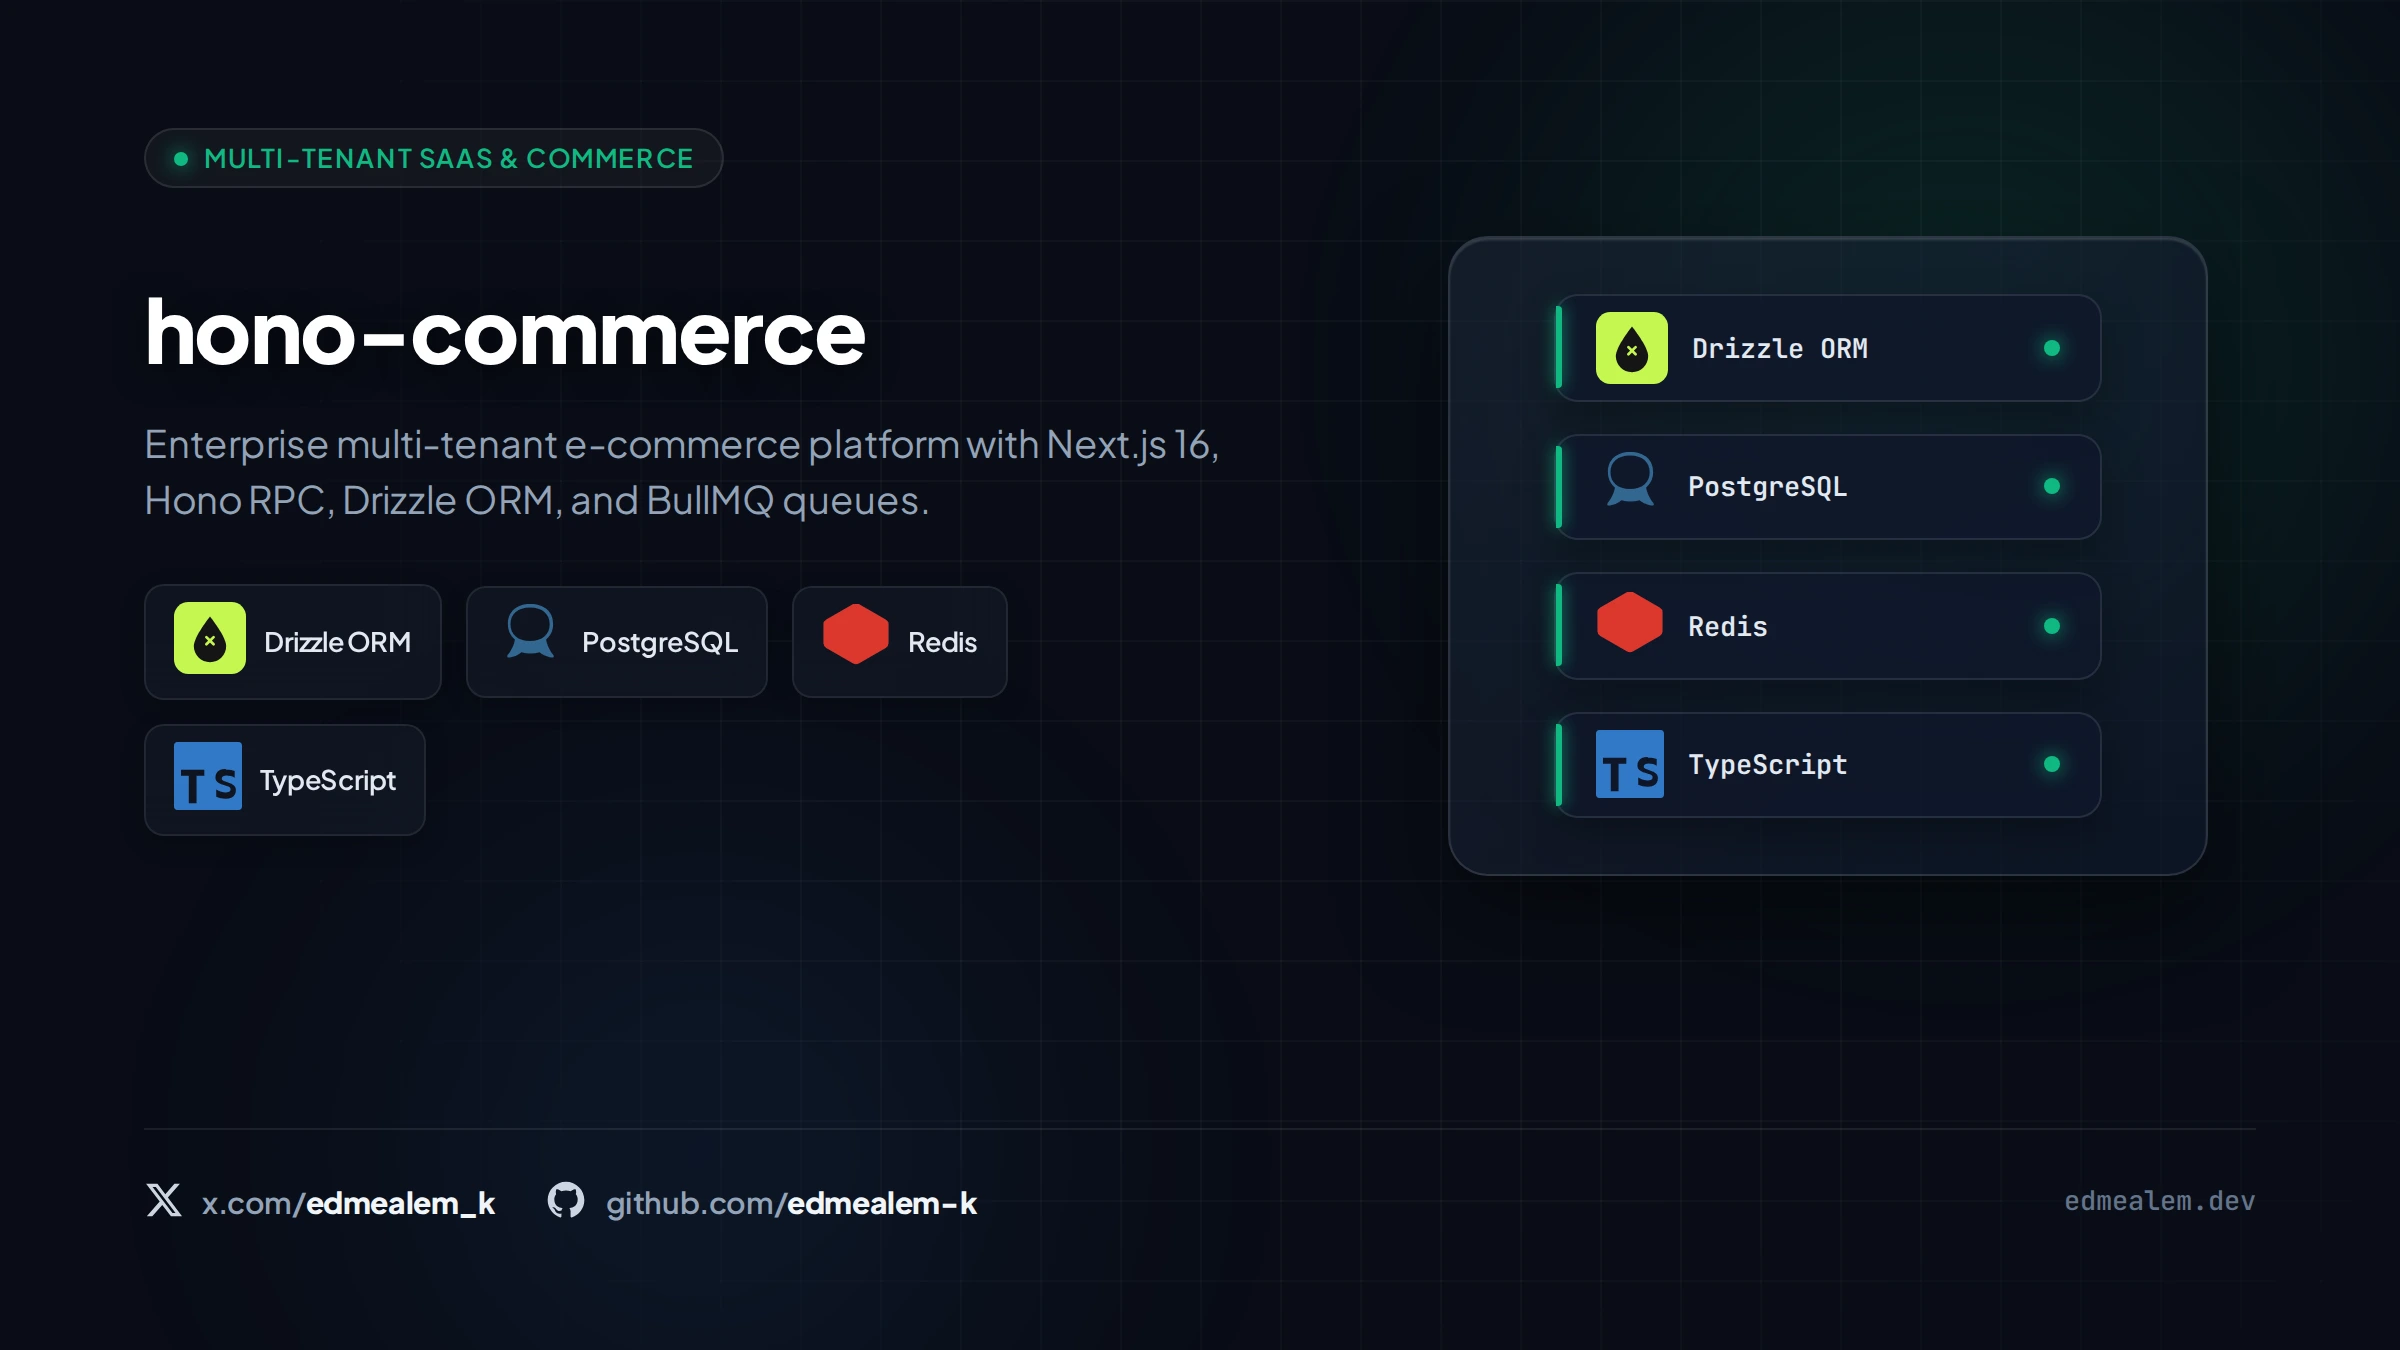 MULTI-TENANT SAAS & COMMERCE
hono-commerce
Enterprise multi-tenant e-commerce platform with Next.js 16,
Hono RPC, Drizzle ORM, and BullMQ queues.
Drizzle ORM
PostgreSQL
Redis
TS TypeScript
Drizzle ORM
PostgreSQL
Redis
TS TypeScript
x.com/edmealem_k
github.com/edmealem-k
edmealem.dev